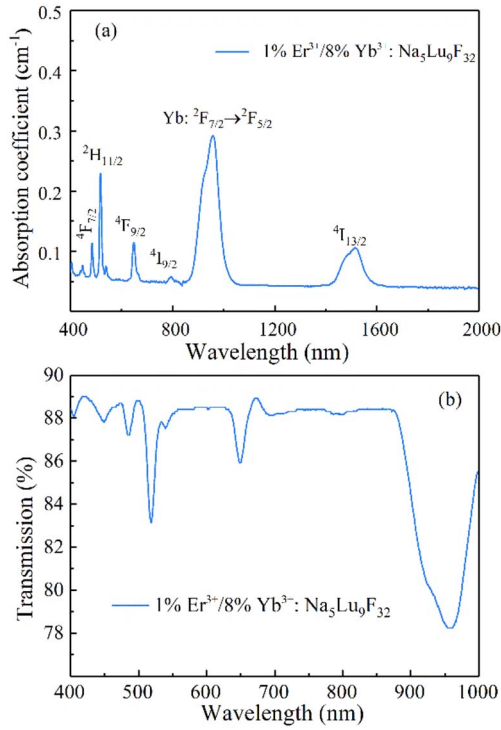 0.5
(a)
1% Er³⁺/8% Yb³⁺: Na₅Lu₉F₃₂
0.4
Yb: ²F₇/₂→²F₅/₂
0.3
²H₁₁/₂
⁴F₇/₂
⁴F₉/₂
0.2
⁴I₉/₂
⁴I₁₃/₂
0.1
Absorption coefficient (cm⁻¹)
400 800 1200 1600 2000
Wavelength (nm)
90
(b)
88
86
84
82
80
1% Er³⁺/8% Yb³⁺: Na₅Lu₉F₃₂
78
Transmission (%)
400 500 600 700 800 900 1000
Wavelength (nm)